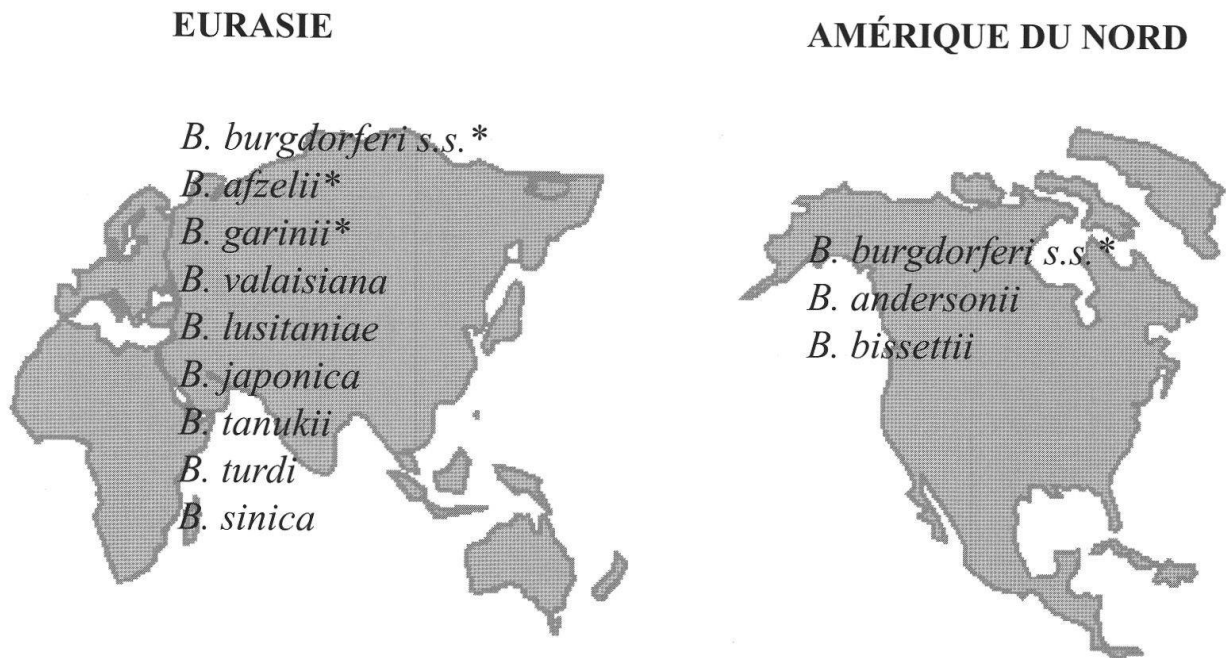 EURASIE
B. burgdorferi s.s.*
B. afzelii*
B. garinii*
B. valaisiana
B. lusitaniae
B. japonica
B. tanukii
B. turdi
B. sinica
AMÉRIQUE DU NORD
B. burgdorferi s.s.*
B. andersonii
B. bissettii